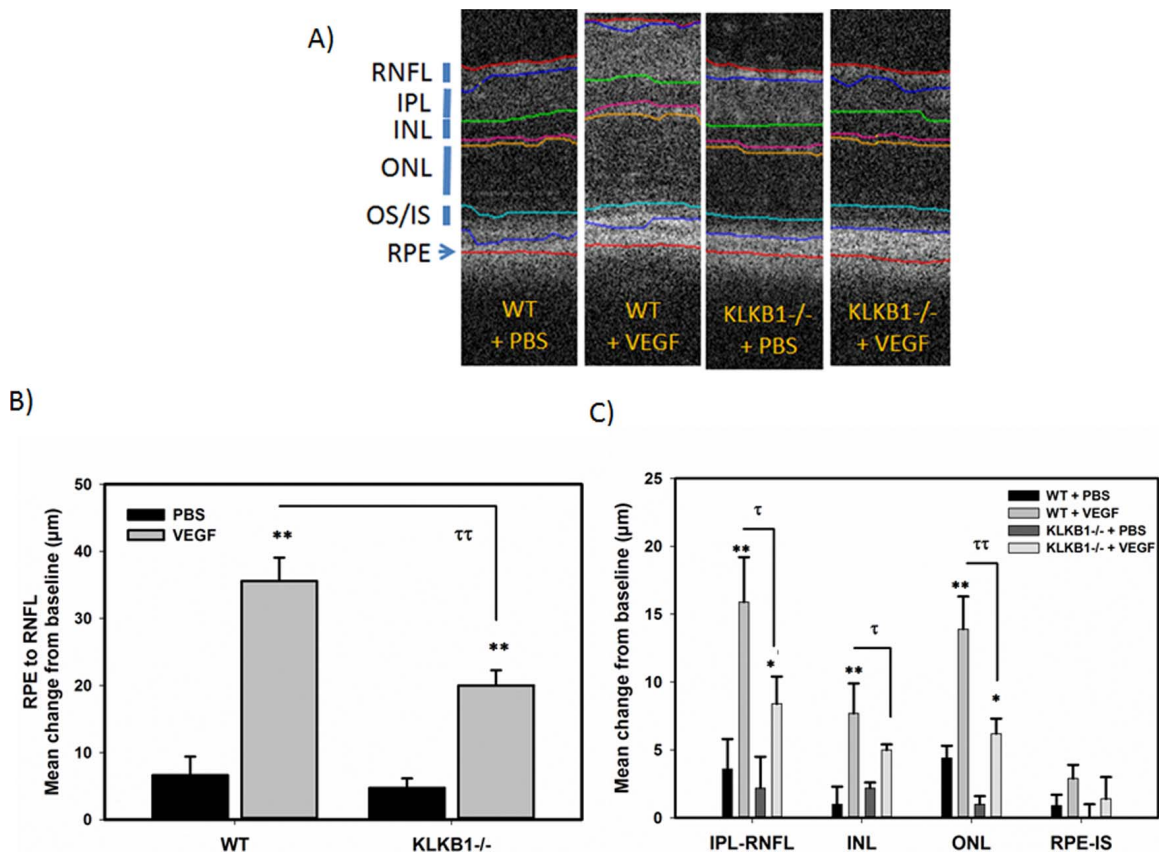 A)
RNFL
IPL
INL
ONL
OS/IS
RPE
WT
+ PBS
WT
+ VEGF
KLKB1-/-
+ PBS
KLKB1-/-
+ VEGF
B)
RPE to RNFL
Mean change from baseline (µm)
50
40
30
20
10
0
PBS
VEGF
**
ττ
**
WT
KLKB1-/-
C)
Mean change from baseline (µm)
25
20
15
10
5
0
WT + PBS
WT + VEGF
KLKB1-/- + PBS
KLKB1-/- + VEGF
τ
**
*
τ
**
ττ
**
*
IPL-RNFL
INL
ONL
RPE-IS